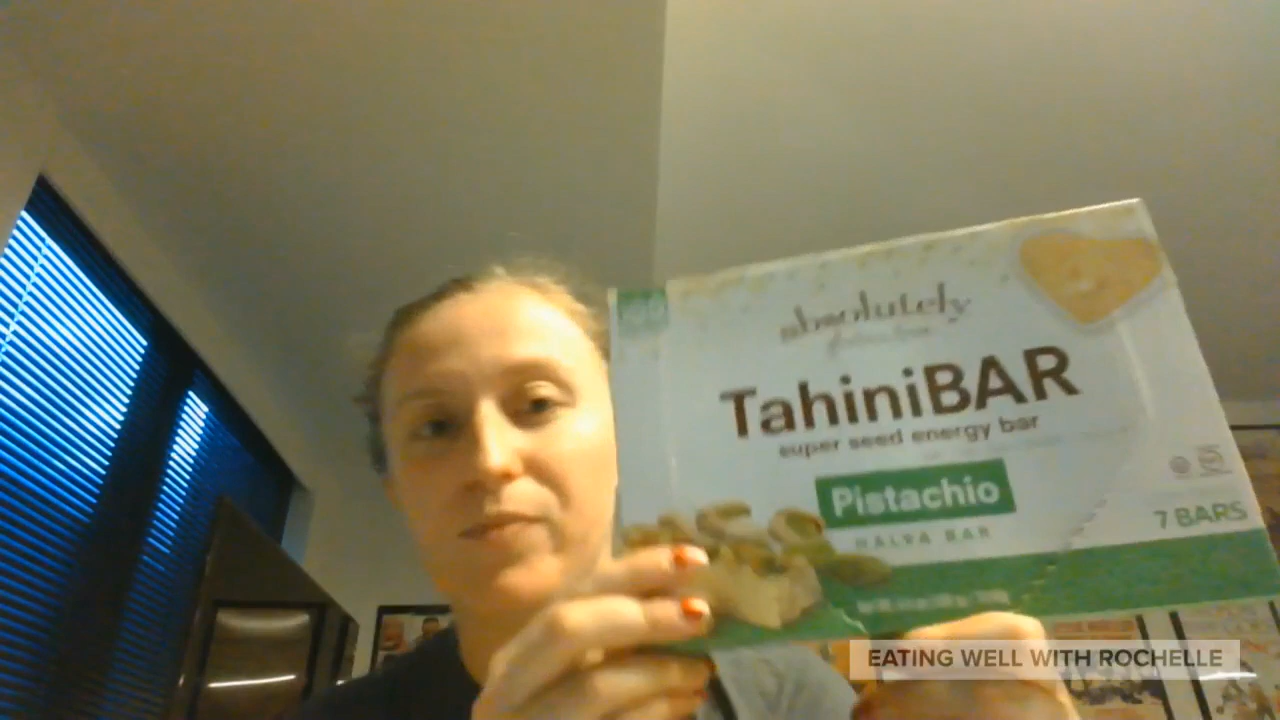 absolutely
TahiniBAR
super seed energy bar
Pistachio
HALVA BAR
7 BARS
EATING WELL WITH ROCHELLE